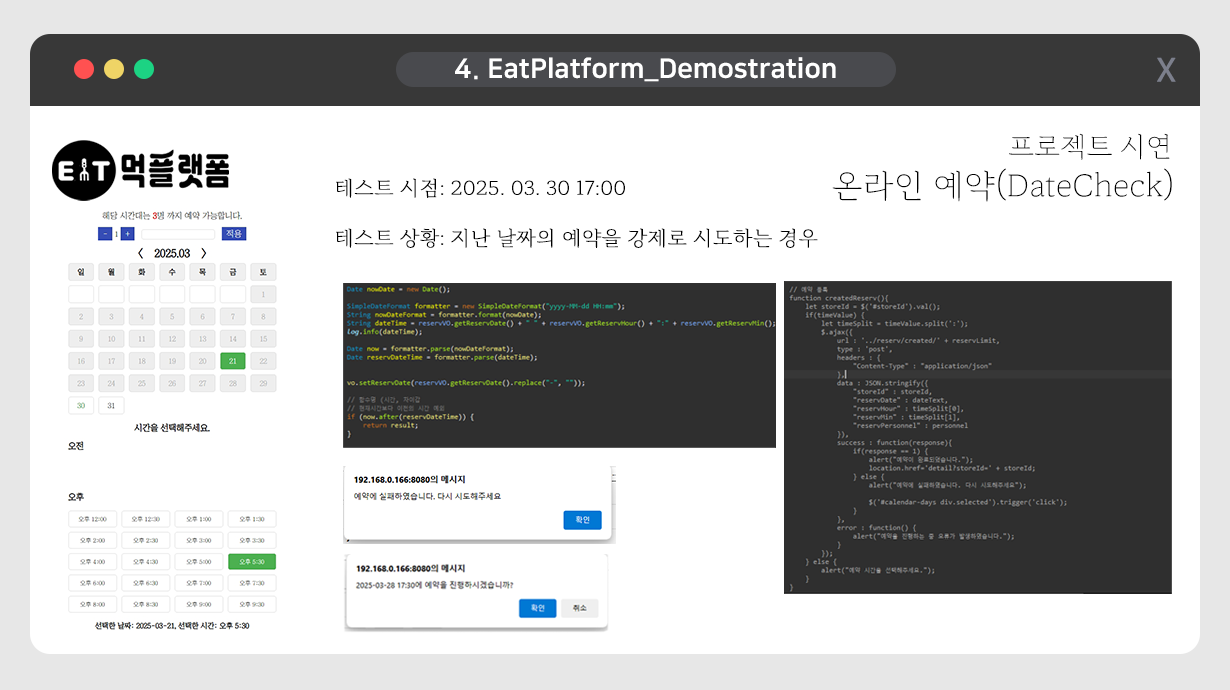 4. EatPlatform_Demostration
X
EAT 먹플랫폼
프로젝트 시연
온라인 예약(DateCheck)
테스트 시점: 2025. 03. 30 17:00
테스트 상황: 지난 날짜의 예약을 강제로 시도하는 경우
해당 시간대는 3명 까지 예약 가능합니다.
- 1 + 적용
< 2025.03 >
일 월 화 수 목 금 토
1
2 3 4 5 6 7 8
9 10 11 12 13 14 15
16 17 18 19 20 21 22
23 24 25 26 27 28 29
30 31
시간을 선택해주세요.
오전
오후
오후 12:00 오후 12:30 오후 1:00 오후 1:30
오후 2:00 오후 2:30 오후 3:00 오후 3:30
오후 4:00 오후 4:30 오후 5:00 오후 5:30
오후 6:00 오후 6:30 오후 7:00 오후 7:30
오후 8:00 오후 8:30 오후 9:00 오후 9:30
선택한 날짜: 2025-03-21, 선택한 시간: 오후 5:30
Date nowDate = new Date();
SimpleDateFormat formatter = new SimpleDateFormat("yyyy-MM-dd HH:mm");
String nowDateFormat = formatter.format(nowDate);
String dateTime = reservVO.getReservDate() + " " + reservVO.getReservHour() + ":" + reservVO.getReservMin();
log.info(dateTime);
Date now = formatter.parse(nowDateFormat);
Date reservDateTime = formatter.parse(dateTime);
vo.setReservDate(reservVO.getReservDate().replace("-", ""));
// 함수명 (시간, 차이값
// 현재시간보다 이전의 시간 예외
if (now.after(reservDateTime)) {
return result;
}
192.168.0.166:8080의 메시지
예약에 실패하였습니다. 다시 시도해주세요
확인
192.168.0.166:8080의 메시지
2025-03-28 17:30에 예약을 진행하시겠습니까?
확인 취소
// 예약 등록
function createdReserv(){
let storeId = $('#storeId').val();
if(timeValue) {
let timeSplit = timeValue.split(':');
$.ajax({
url : '../reserv/created/' + reservLimit,
type : 'post',
headers : {
"Content-Type" : "application/json"
},
data : JSON.stringify({
"storeId" : storeId,
"reservDate" : dateText,
"reservHour" : timeSplit[0],
"reservMin" : timeSplit[1],
"reservPersonnel" : personnel
}),
success : function(response){
if(response == 1) {
alert("예약이 완료되었습니다.");
location.href='detail?storeId=' + storeId;
} else {
alert("예약에 실패하였습니다. 다시 시도해주세요");
$('#calendar-days div.selected').trigger('click');
}
},
error : function() {
alert("예약을 진행하는 중 오류가 발생하였습니다.");
}
});
} else {
alert("예약 시간을 선택해주세요.");
}
}